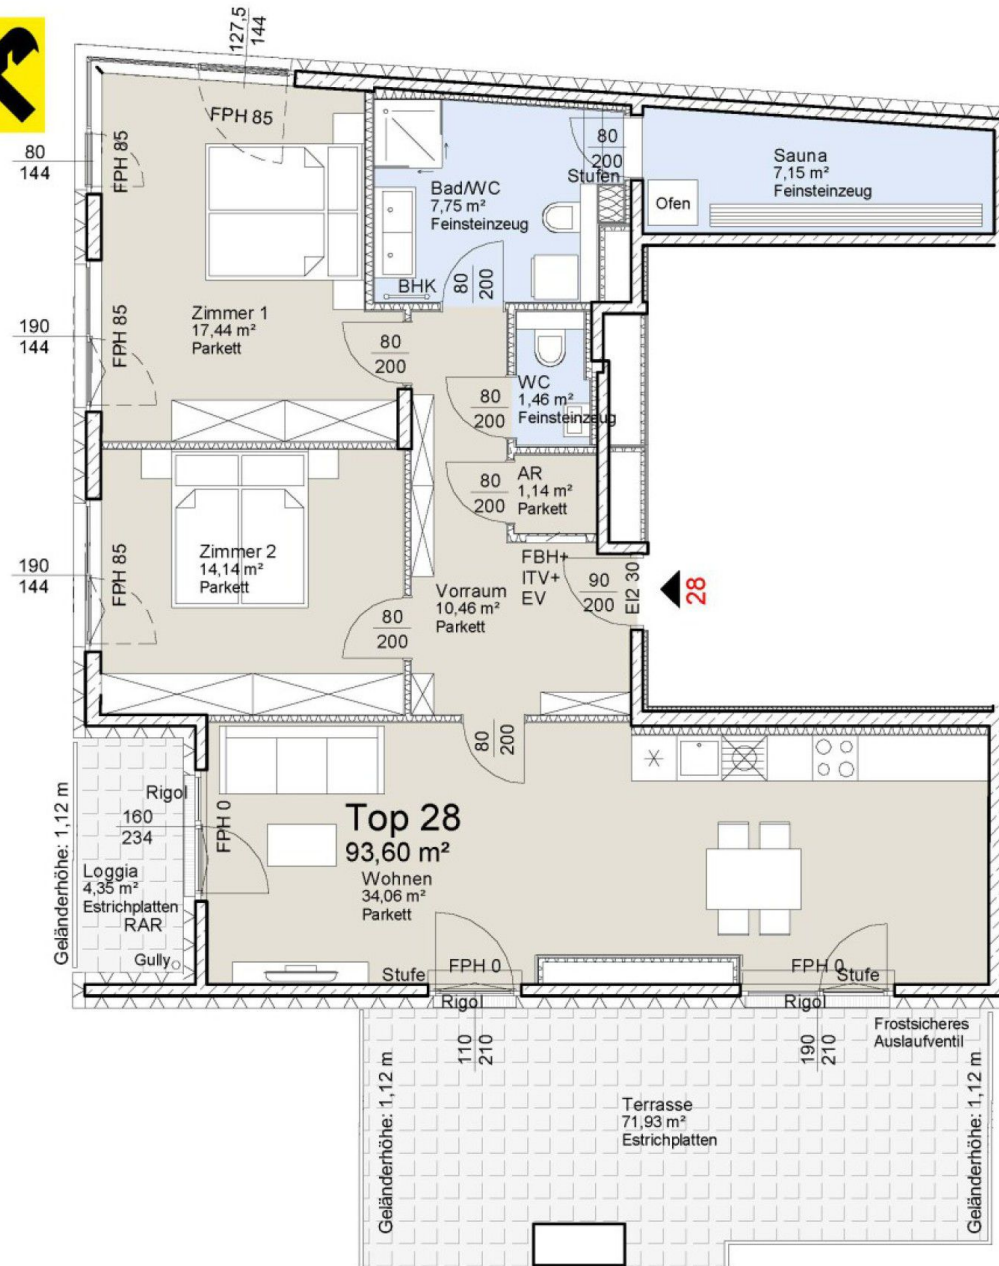 127,5
144
FPH 85
80
144
FPH 85
80
200
Stufen
Sauna
7,15 m²
Feinsteinzeug
Ofen
Bad/WC
7,75 m²
Feinsteinzeug
BHK
80
200
Zimmer 1
17,44 m²
Parkett
190
144
FPH 85
80
200
WC
1,46 m²
Feinsteinzeug
80
200
AR
1,14 m²
Parkett
80
200
Zimmer 2
14,14 m²
Parkett
190
144
FPH 85
FBH+
ITV+
EV
90
200
EI2 30
28
Vorraum
10,46 m²
Parkett
80
200
80
200
Geländerhöhe: 1,12 m
Rigol
160
234
FPH 0
Loggia
4,35 m²
Estrichplatten
RAR
Gully
Top 28
93,60 m²
Wohnen
34,06 m²
Parkett
Stufe
FPH 0
Rigol
FPH 0
Stufe
Rigol
110
210
190
210
Frostsicheres
Auslaufventil
Geländerhöhe: 1,12 m
Terrasse
71,93 m²
Estrichplatten
Geländerhöhe: 1,12 m